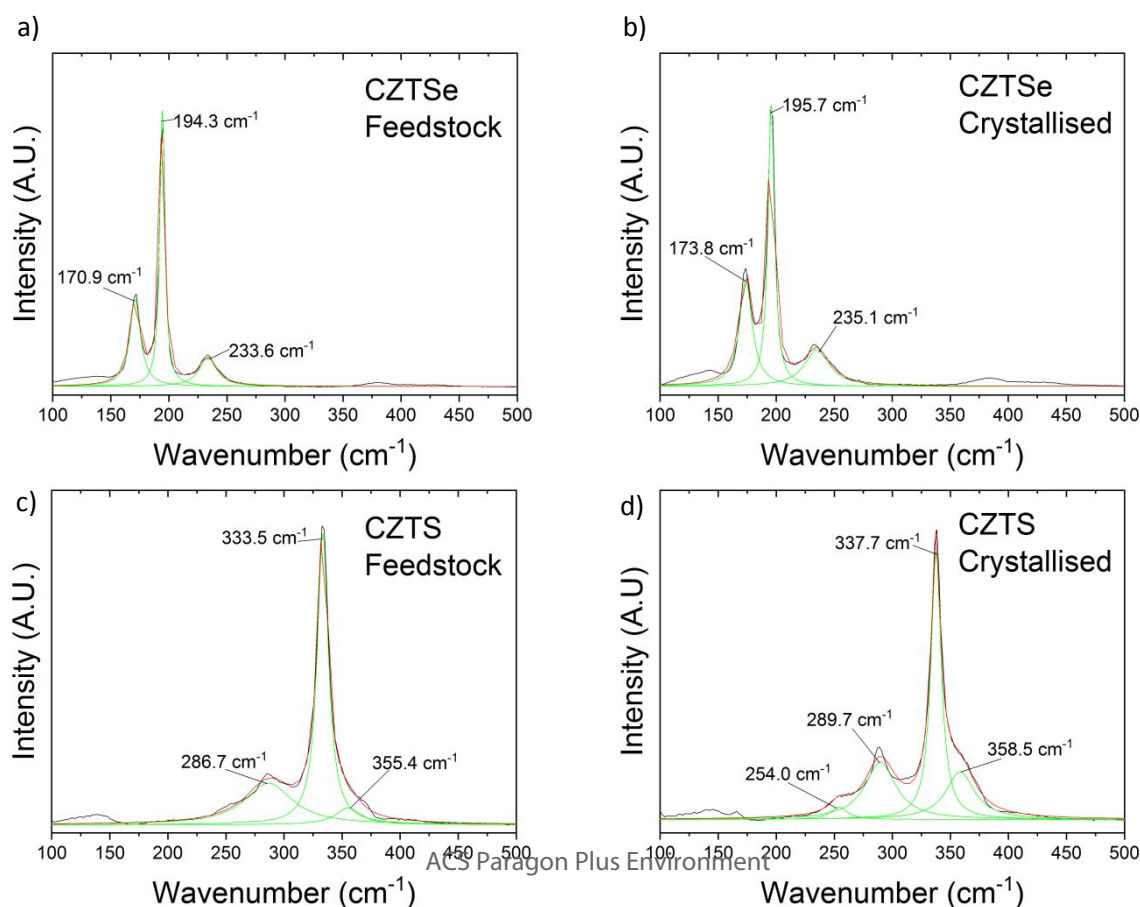 a)
CZTSe
Feedstock
194.3 cm⁻¹
170.9 cm⁻¹
233.6 cm⁻¹
Intensity (A.U.)
100 150 200 250 300 350 400 450 500
Wavenumber (cm⁻¹)
b)
CZTSe
Crystallised
195.7 cm⁻¹
173.8 cm⁻¹
235.1 cm⁻¹
Intensity (A.U.)
100 150 200 250 300 350 400 450 500
Wavenumber (cm⁻¹)
c)
CZTS
Feedstock
333.5 cm⁻¹
286.7 cm⁻¹
355.4 cm⁻¹
Intensity (A.U.)
100 150 200 250 300 350 400 450 500
Wavenumber (cm⁻¹)
d)
CZTS
Crystallised
337.7 cm⁻¹
289.7 cm⁻¹
358.5 cm⁻¹
254.0 cm⁻¹
Intensity (A.U)
100 150 200 250 300 350 400 450 500
Wavenumber (cm⁻¹)
ACS Paragon Plus Environment